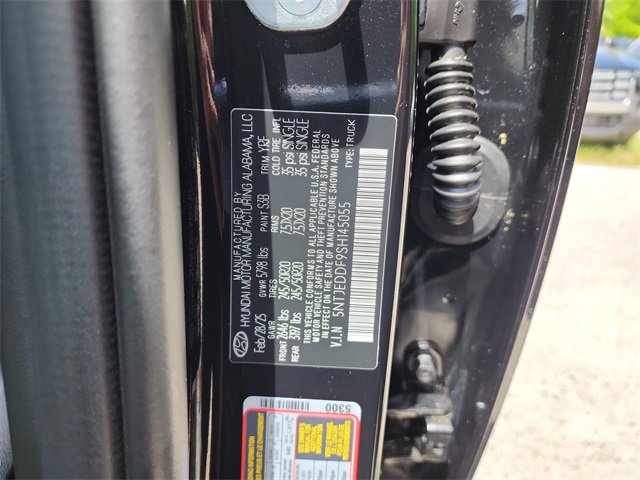 MANUFACTURED BY
HYUNDAI MOTOR MANUFACTURING ALABAMA, LLC
Feb/28/25 GVWR 5798 lbs PAINT S3B TRIM YRF
GAWR TIRES RIMS COLD TIRE INFL
FRONT 2846 lbs 245/50R20 7.5JX20 35 psi SINGLE
REAR 3197 lbs 245/50R20 7.5JX20 35 psi SINGLE
THIS VEHICLE CONFORMS TO ALL APPLICABLE U.S.A. FEDERAL
MOTOR VEHICLE SAFETY AND THEFT PREVENTION STANDARDS
IN EFFECT ON THE DATE OF MANUFACTURE SHOWN ABOVE
V.I.N 5NTJEDDF9SH145055 TYPE:TRUCK
5300